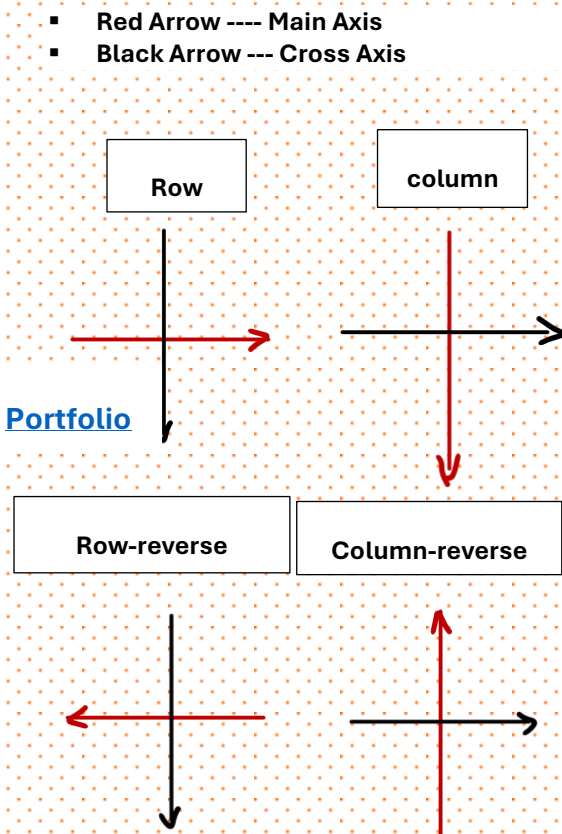 ▪ Red Arrow ---- Main Axis
▪ Black Arrow --- Cross Axis
Row
column
Portfolio
Row-reverse
Column-reverse